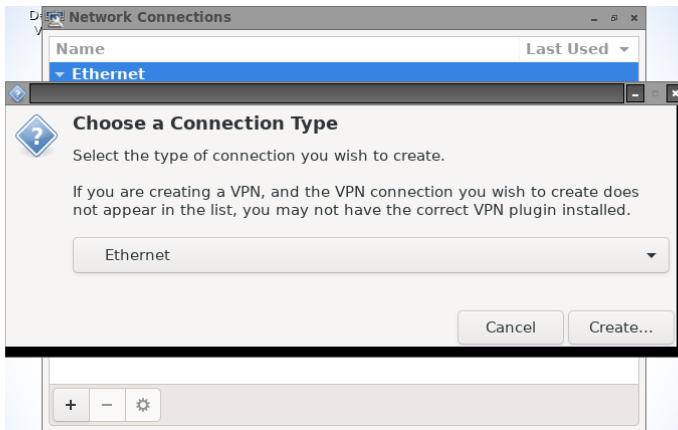 Network Connections
Name Last Used
Ethernet
Choose a Connection Type
Select the type of connection you wish to create.
If you are creating a VPN, and the VPN connection you wish to create does
not appear in the list, you may not have the correct VPN plugin installed.
Ethernet
Cancel Create...